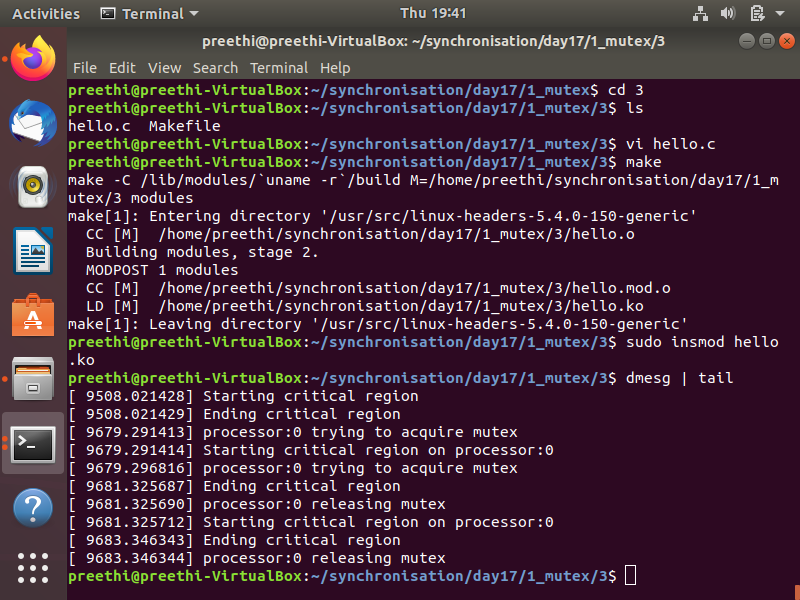 Activities
Terminal
Thu 19:41
preethi@preethi-VirtualBox: ~/synchronisation/day17/1_mutex/3
File Edit View Search Terminal Help
preethi@preethi-VirtualBox:~/synchronisation/day17/1_mutex$ cd 3
preethi@preethi-VirtualBox:~/synchronisation/day17/1_mutex/3$ ls
hello.c  Makefile
preethi@preethi-VirtualBox:~/synchronisation/day17/1_mutex/3$ vi hello.c
preethi@preethi-VirtualBox:~/synchronisation/day17/1_mutex/3$ make
make -C /lib/modules/`uname -r`/build M=/home/preethi/synchronisation/day17/1_m
utex/3 modules
make[1]: Entering directory '/usr/src/linux-headers-5.4.0-150-generic'
  CC [M]  /home/preethi/synchronisation/day17/1_mutex/3/hello.o
  Building modules, stage 2.
  MODPOST 1 modules
  CC [M]  /home/preethi/synchronisation/day17/1_mutex/3/hello.mod.o
  LD [M]  /home/preethi/synchronisation/day17/1_mutex/3/hello.ko
make[1]: Leaving directory '/usr/src/linux-headers-5.4.0-150-generic'
preethi@preethi-VirtualBox:~/synchronisation/day17/1_mutex/3$ sudo insmod hello
.ko
preethi@preethi-VirtualBox:~/synchronisation/day17/1_mutex/3$ dmesg | tail
[ 9508.021428] Starting critical region
[ 9508.021429] Ending critical region
[ 9679.291413] processor:0 trying to acquire mutex
[ 9679.291414] Starting critical region on processor:0
[ 9679.296816] processor:0 trying to acquire mutex
[ 9681.325687] Ending critical region
[ 9681.325690] processor:0 releasing mutex
[ 9681.325712] Starting critical region on processor:0
[ 9683.346343] Ending critical region
[ 9683.346344] processor:0 releasing mutex
preethi@preethi-VirtualBox:~/synchronisation/day17/1_mutex/3$